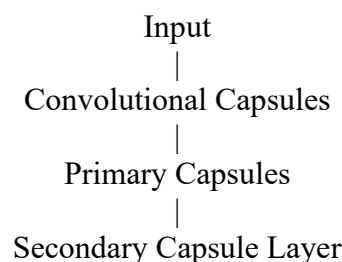 Input
|
Convolutional Capsules
|
Primary Capsules
|
Secondary Capsule Layer